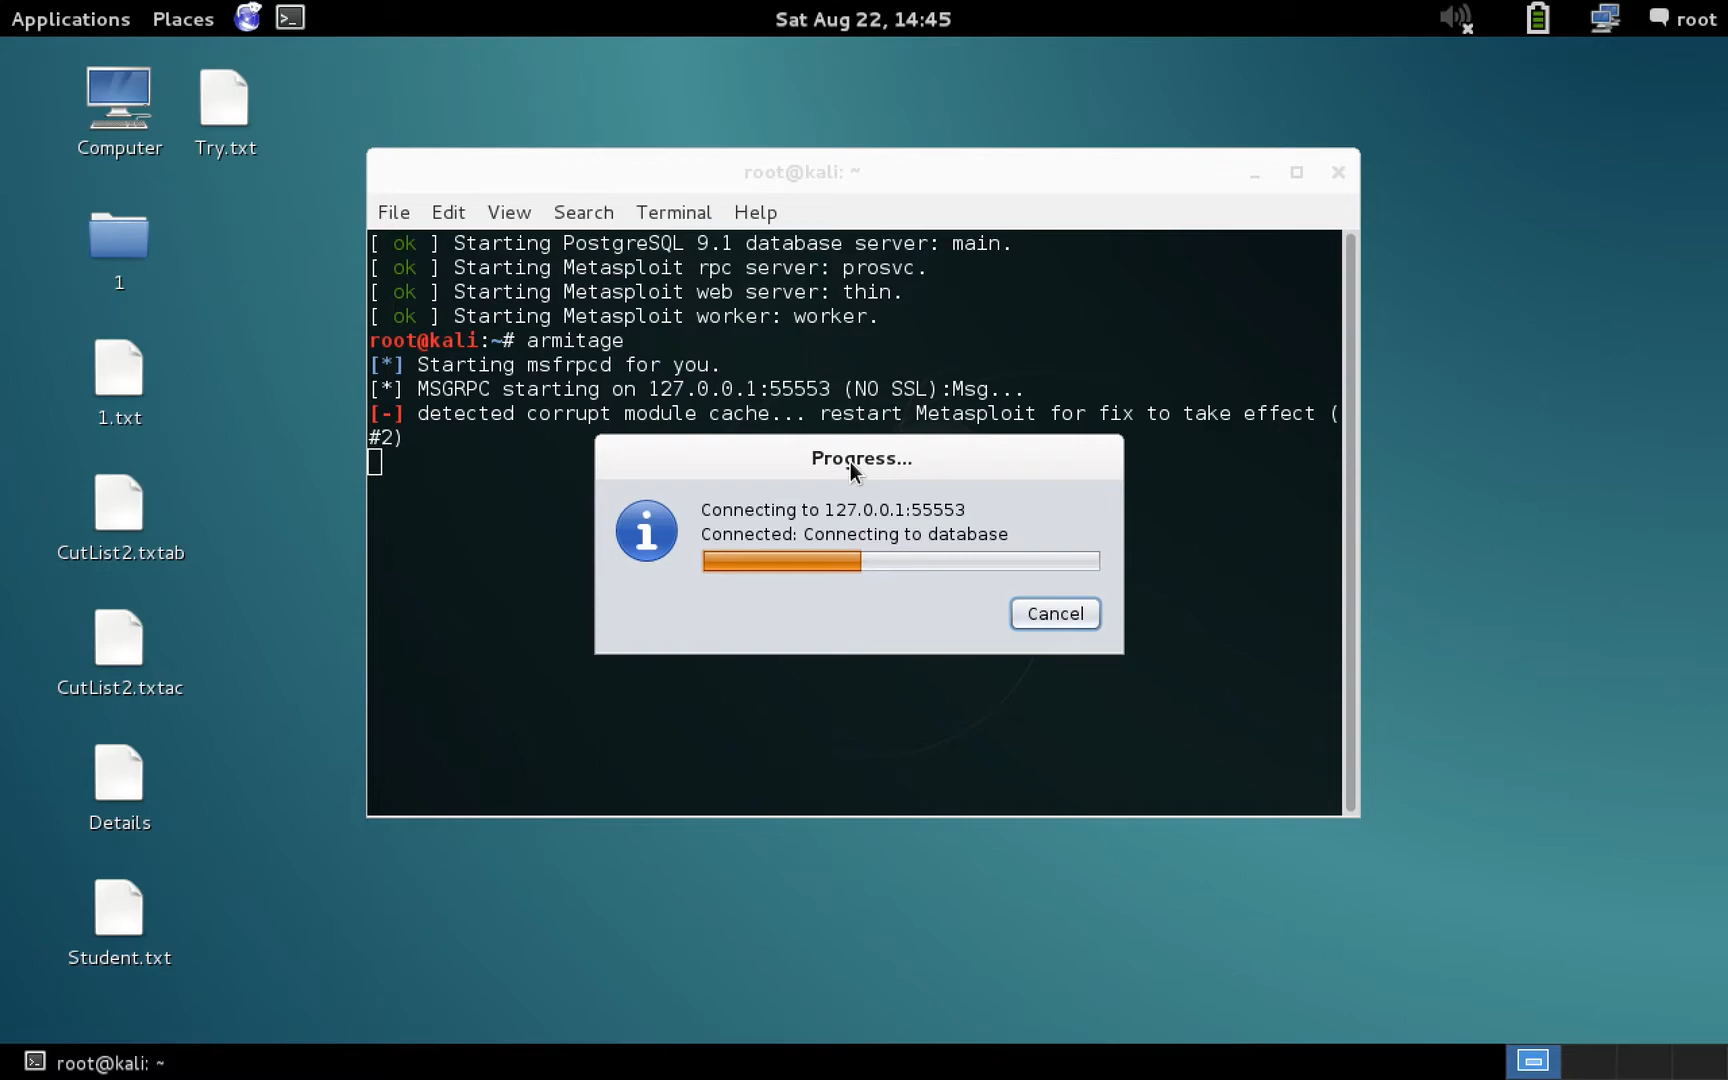 Applications Places
Sat Aug 22, 14:45
root
Computer
Try.txt
1
1.txt
CutList2.txtab
CutList2.txtac
Details
Student.txt
root@kali: ~
File Edit View Search Terminal Help
[ ok ] Starting PostgreSQL 9.1 database server: main.
[ ok ] Starting Metasploit rpc server: prosvc.
[ ok ] Starting Metasploit web server: thin.
[ ok ] Starting Metasploit worker: worker.
root@kali:~# armitage
[*] Starting msfrpcd for you.
[*] MSGRPC starting on 127.0.0.1:55553 (NO SSL):Msg...
[-] detected corrupt module cache... restart Metasploit for fix to take effect (
#2)
Progress...
Connecting to 127.0.0.1:55553
Connected: Connecting to database
Cancel
root@kali: ~